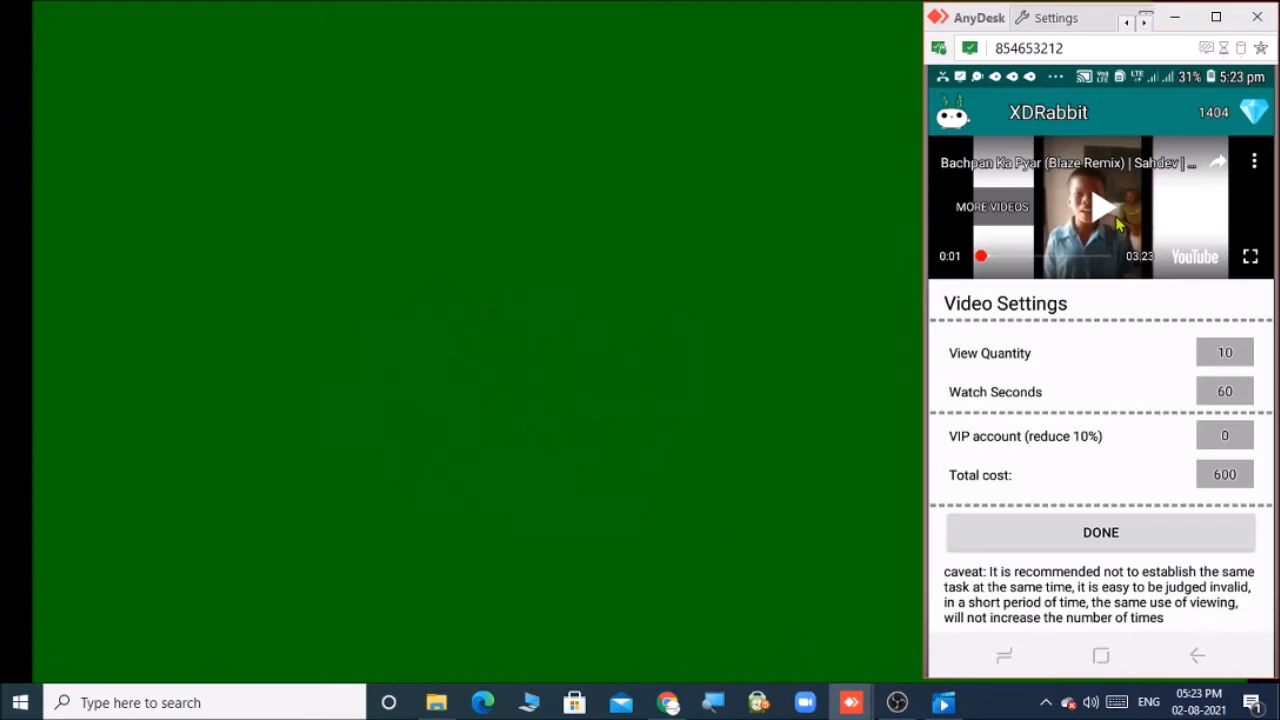 AnyDesk
Settings
854653212
LTE
31%
5:23 pm
XDRabbit
1404
Bachpan Ka Pyar (Blaze Remix) | Sahdev | ...
MORE VIDEOS
0:01
03:23
YouTube
Video Settings
View Quantity
10
Watch Seconds
60
VIP account (reduce 10%)
0
Total cost:
600
DONE
caveat: It is recommended not to establish the same
task at the same time, it is easy to be judged invalid,
in a short period of time, the same use of viewing,
will not increase the number of times
Type here to search
ENG
05:23 PM
02-08-2021
1